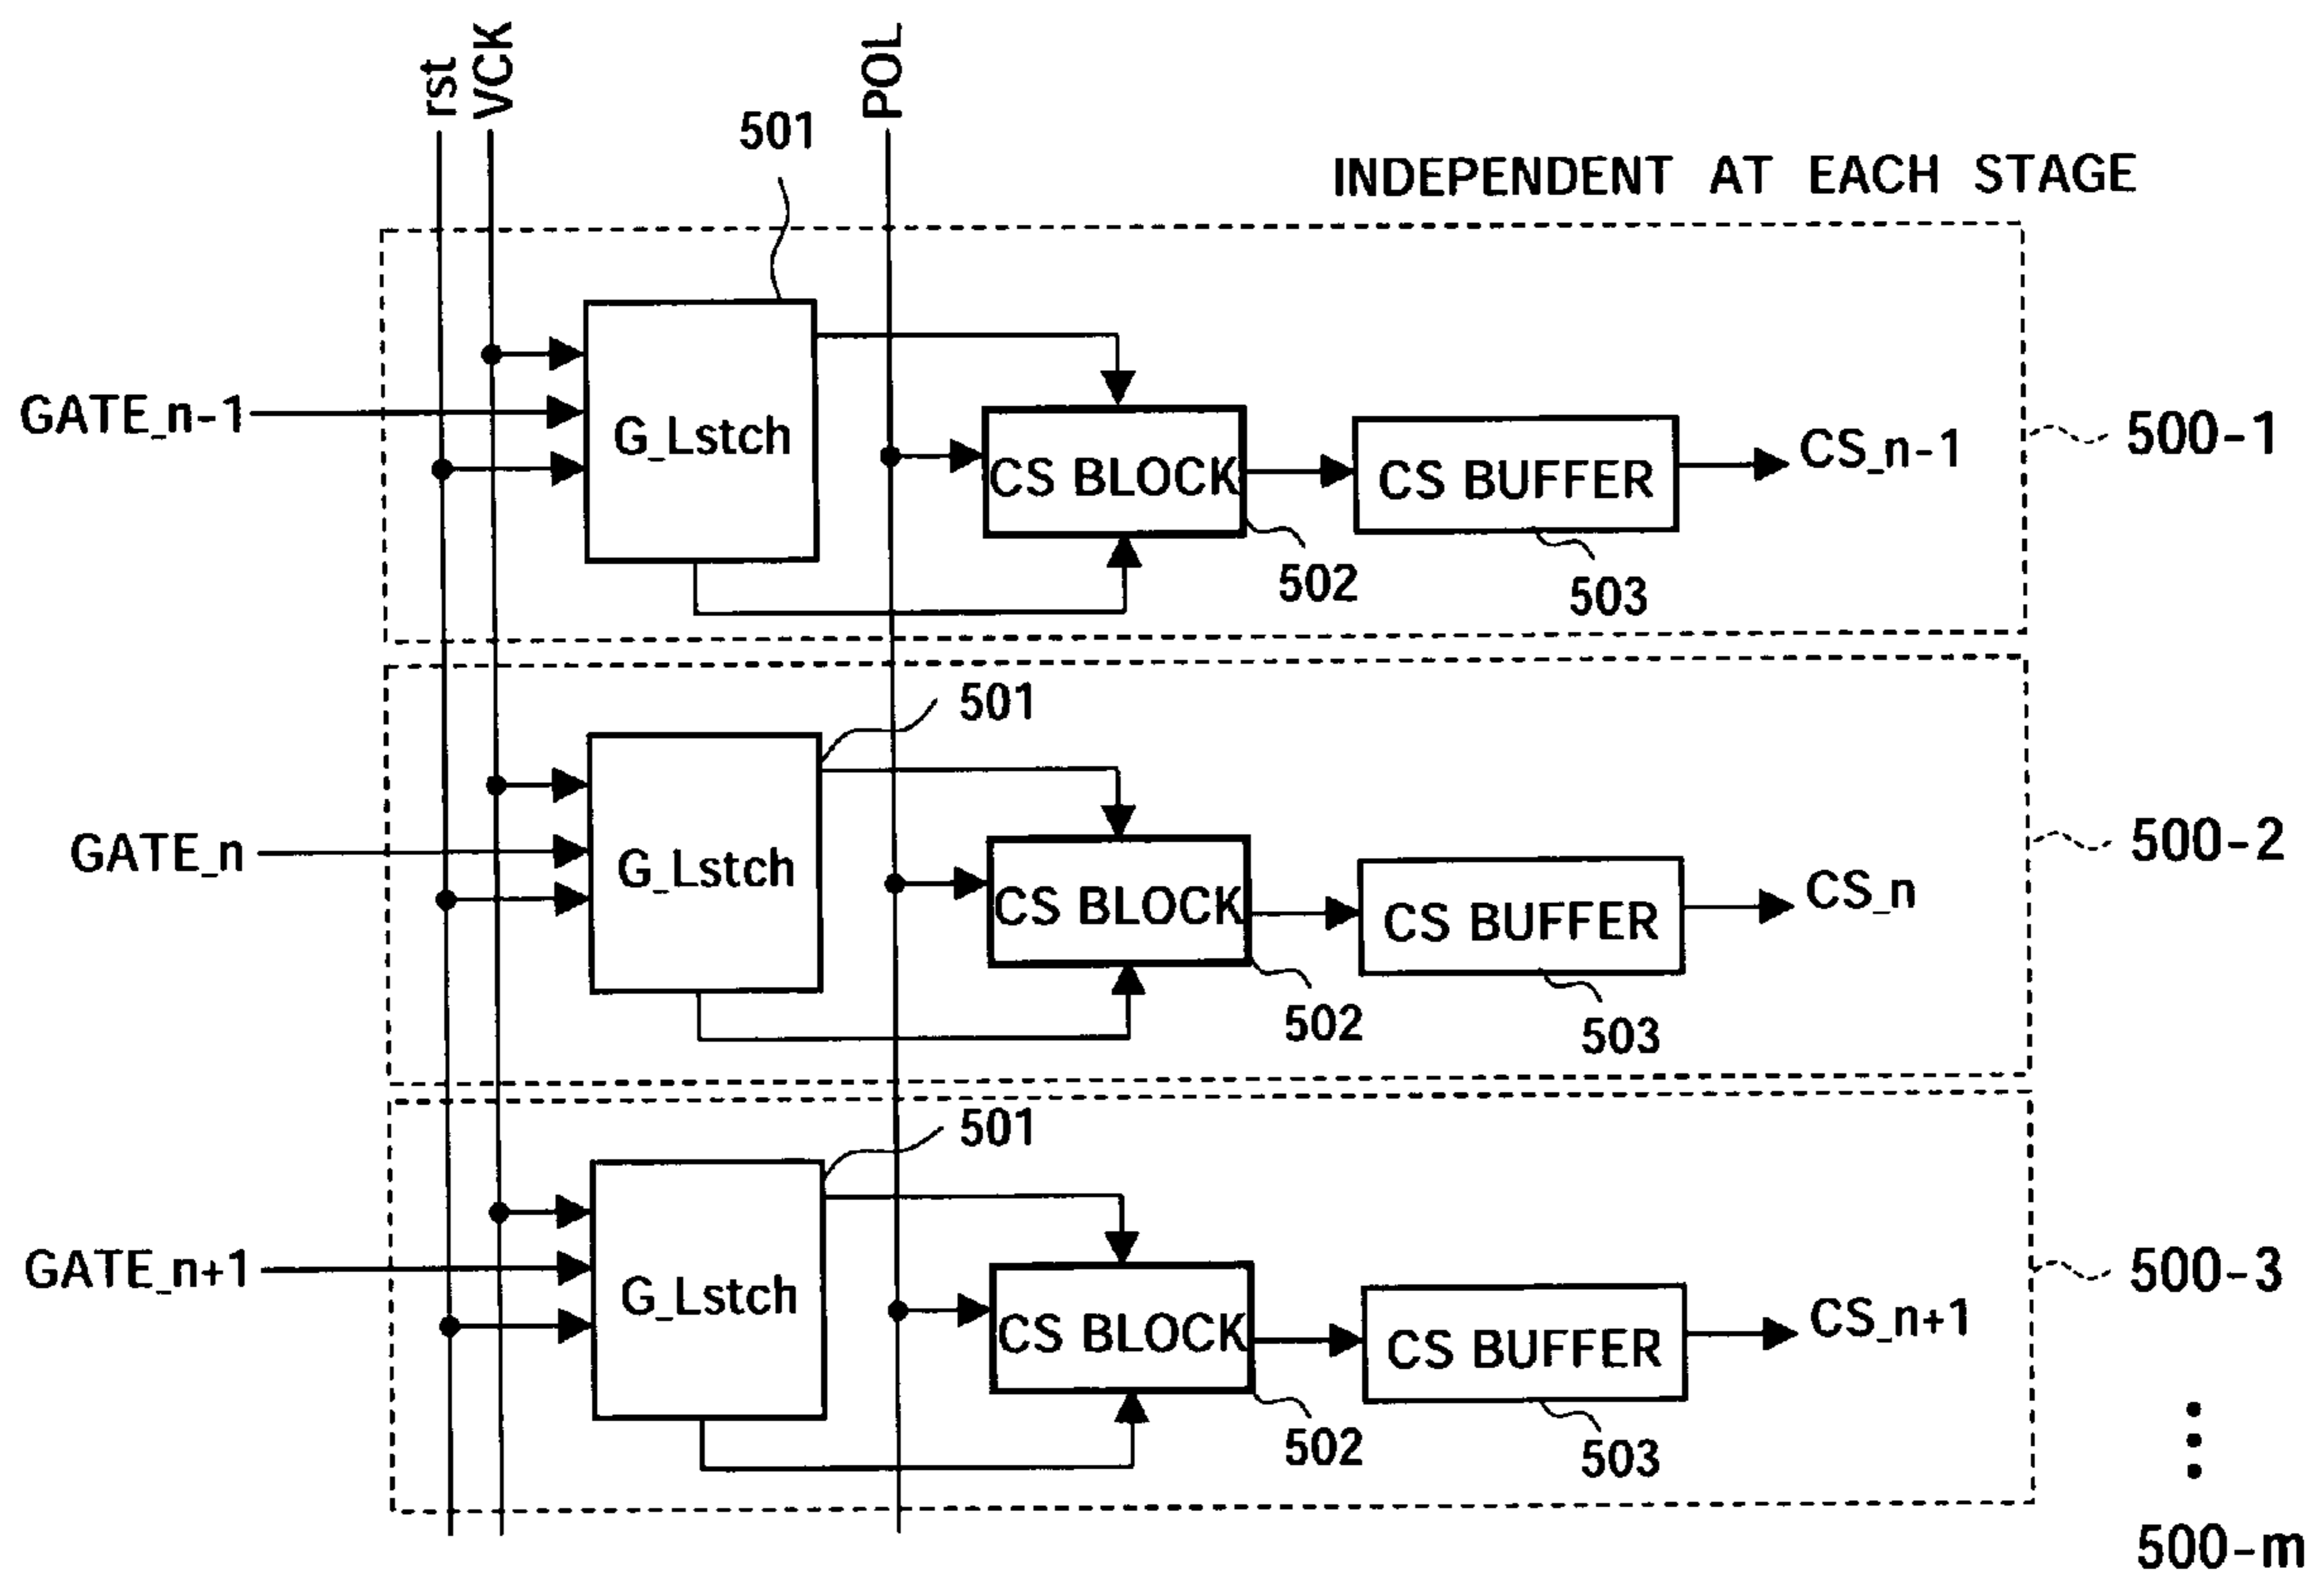 rst
VCK
POL
501
INDEPENDENT AT EACH STAGE
GATE_n-1
G_Lstch
CS BLOCK
CS BUFFER
CS_n-1
500-1
502
503
501
GATE_n
G_Lstch
CS BLOCK
CS BUFFER
CS_n
500-2
502
503
501
GATE_n+1
G_Lstch
CS BLOCK
CS BUFFER
CS_n+1
500-3
502
503
500-m